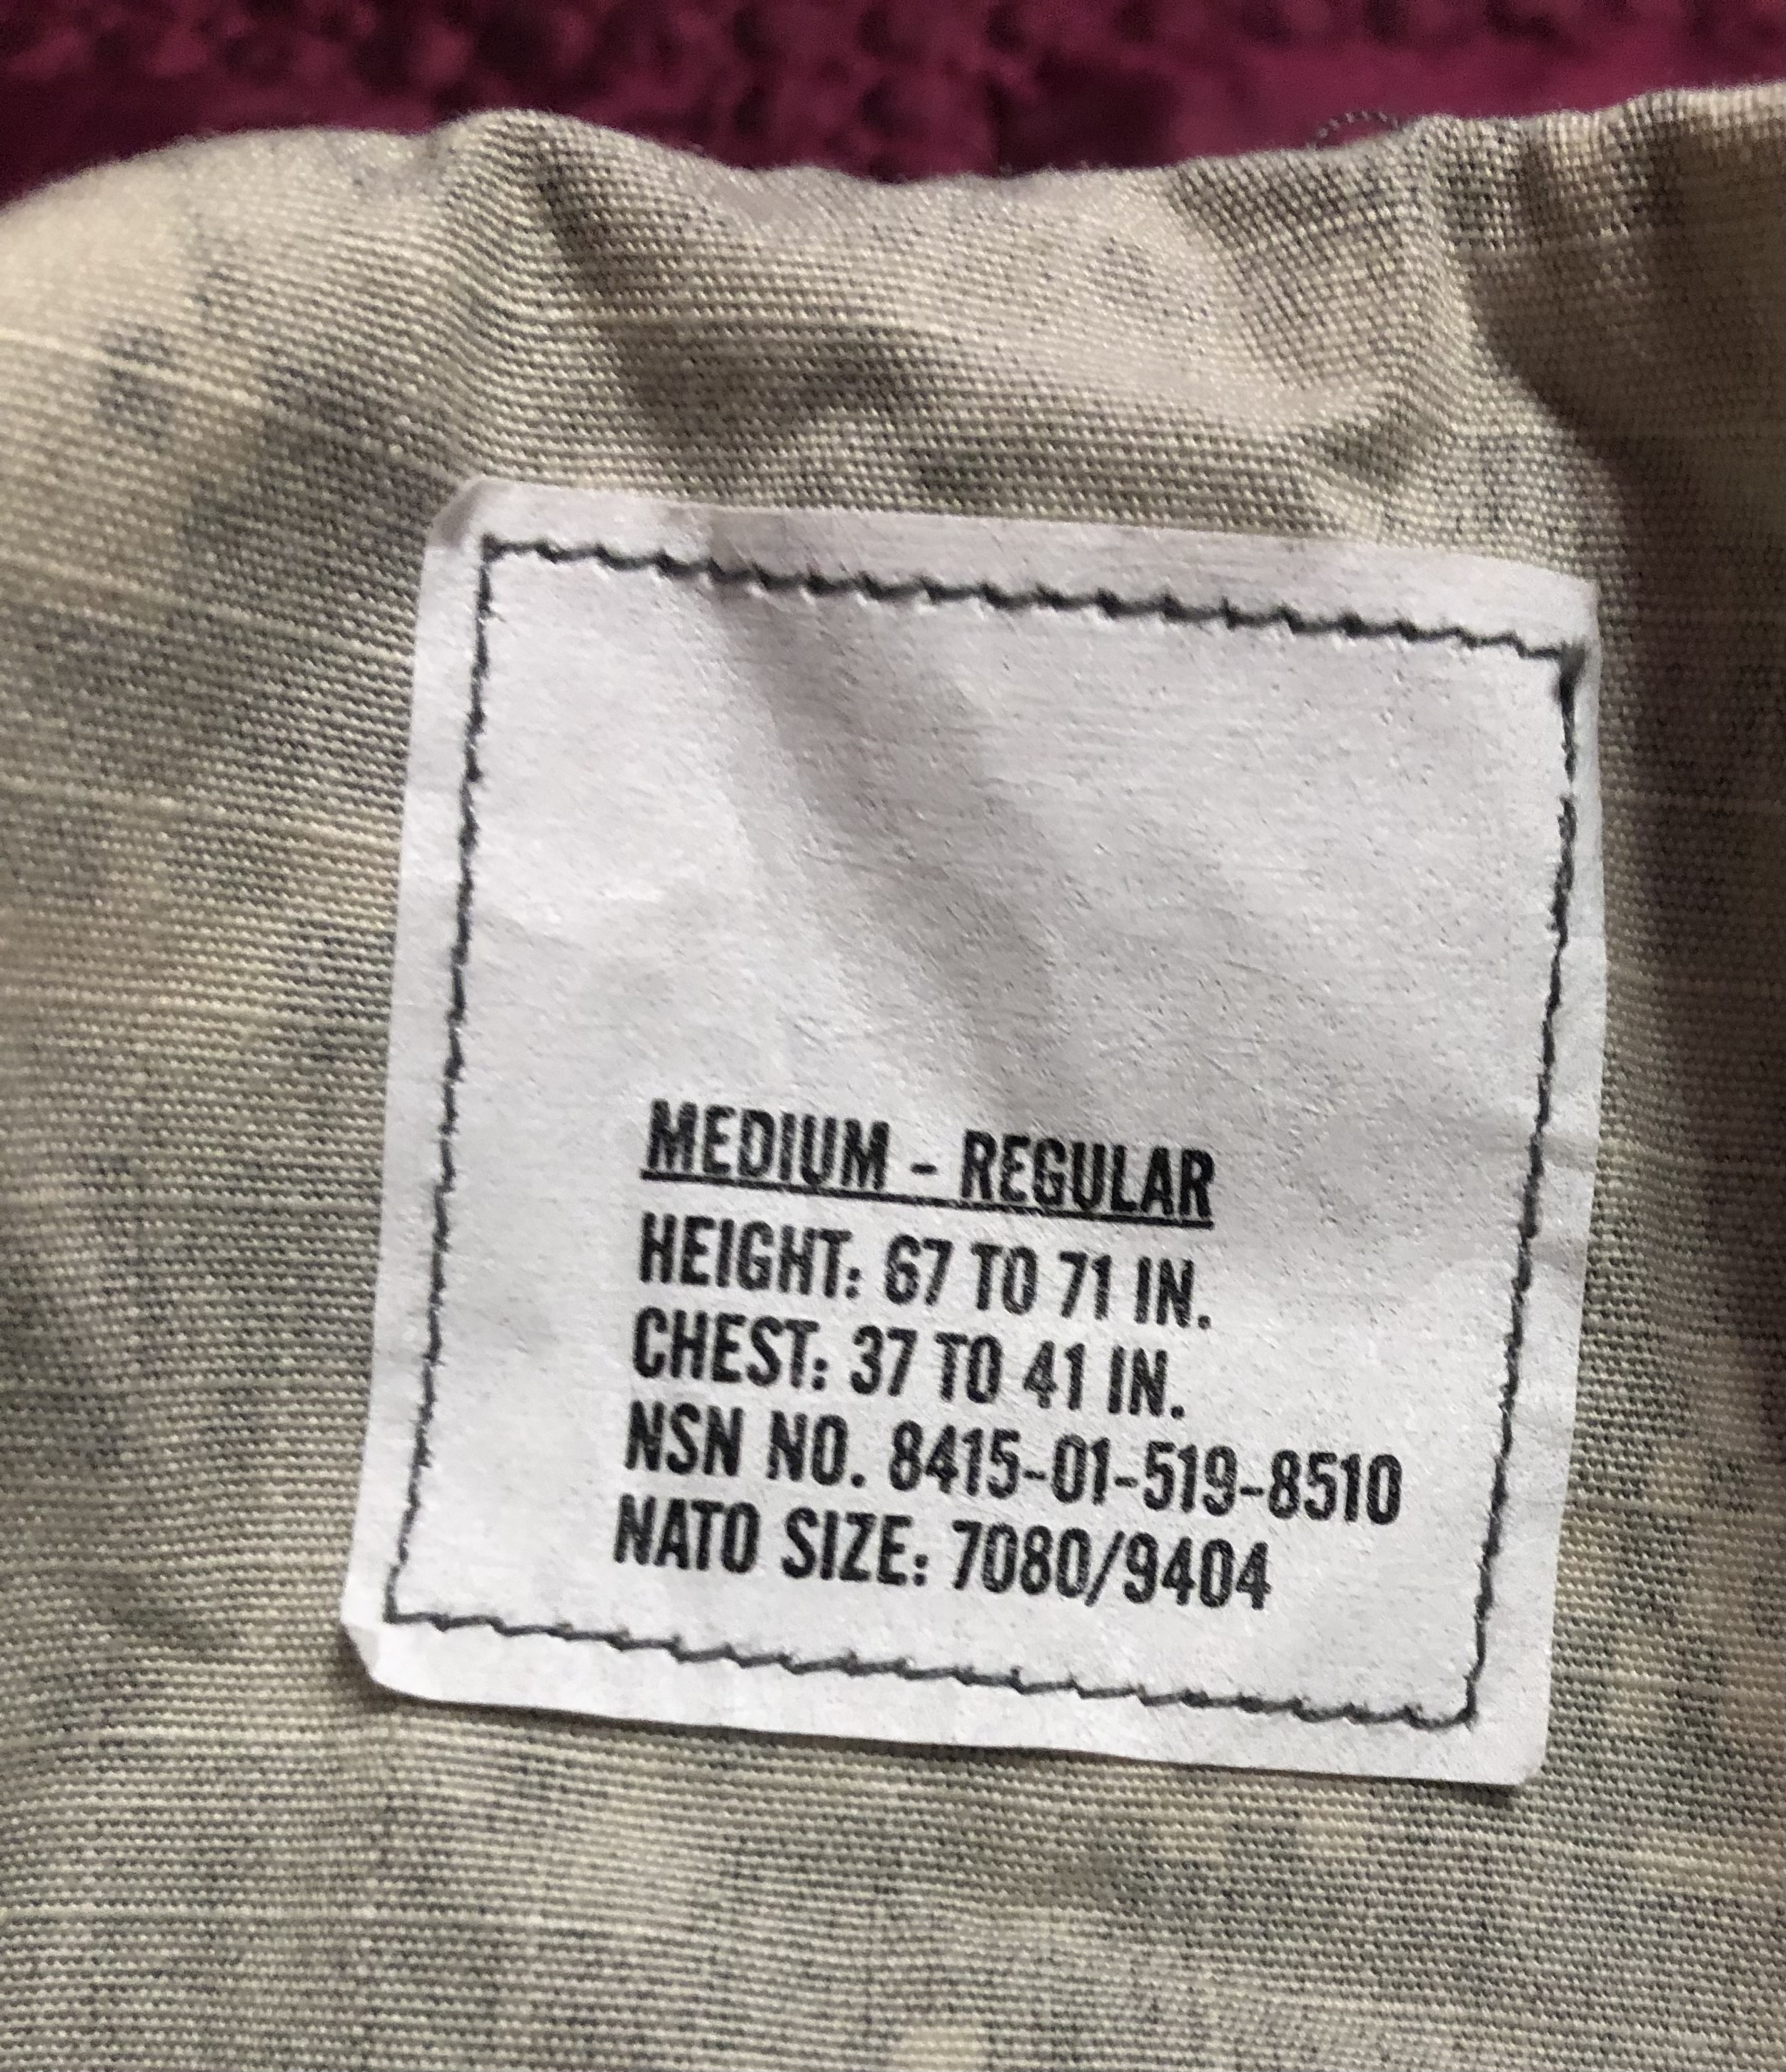 MEDIUM - REGULAR
HEIGHT: 67 TO 71 IN.
CHEST: 37 TO 41 IN.
NSN NO. 8415-01-519-8510
NATO SIZE: 7080/9404